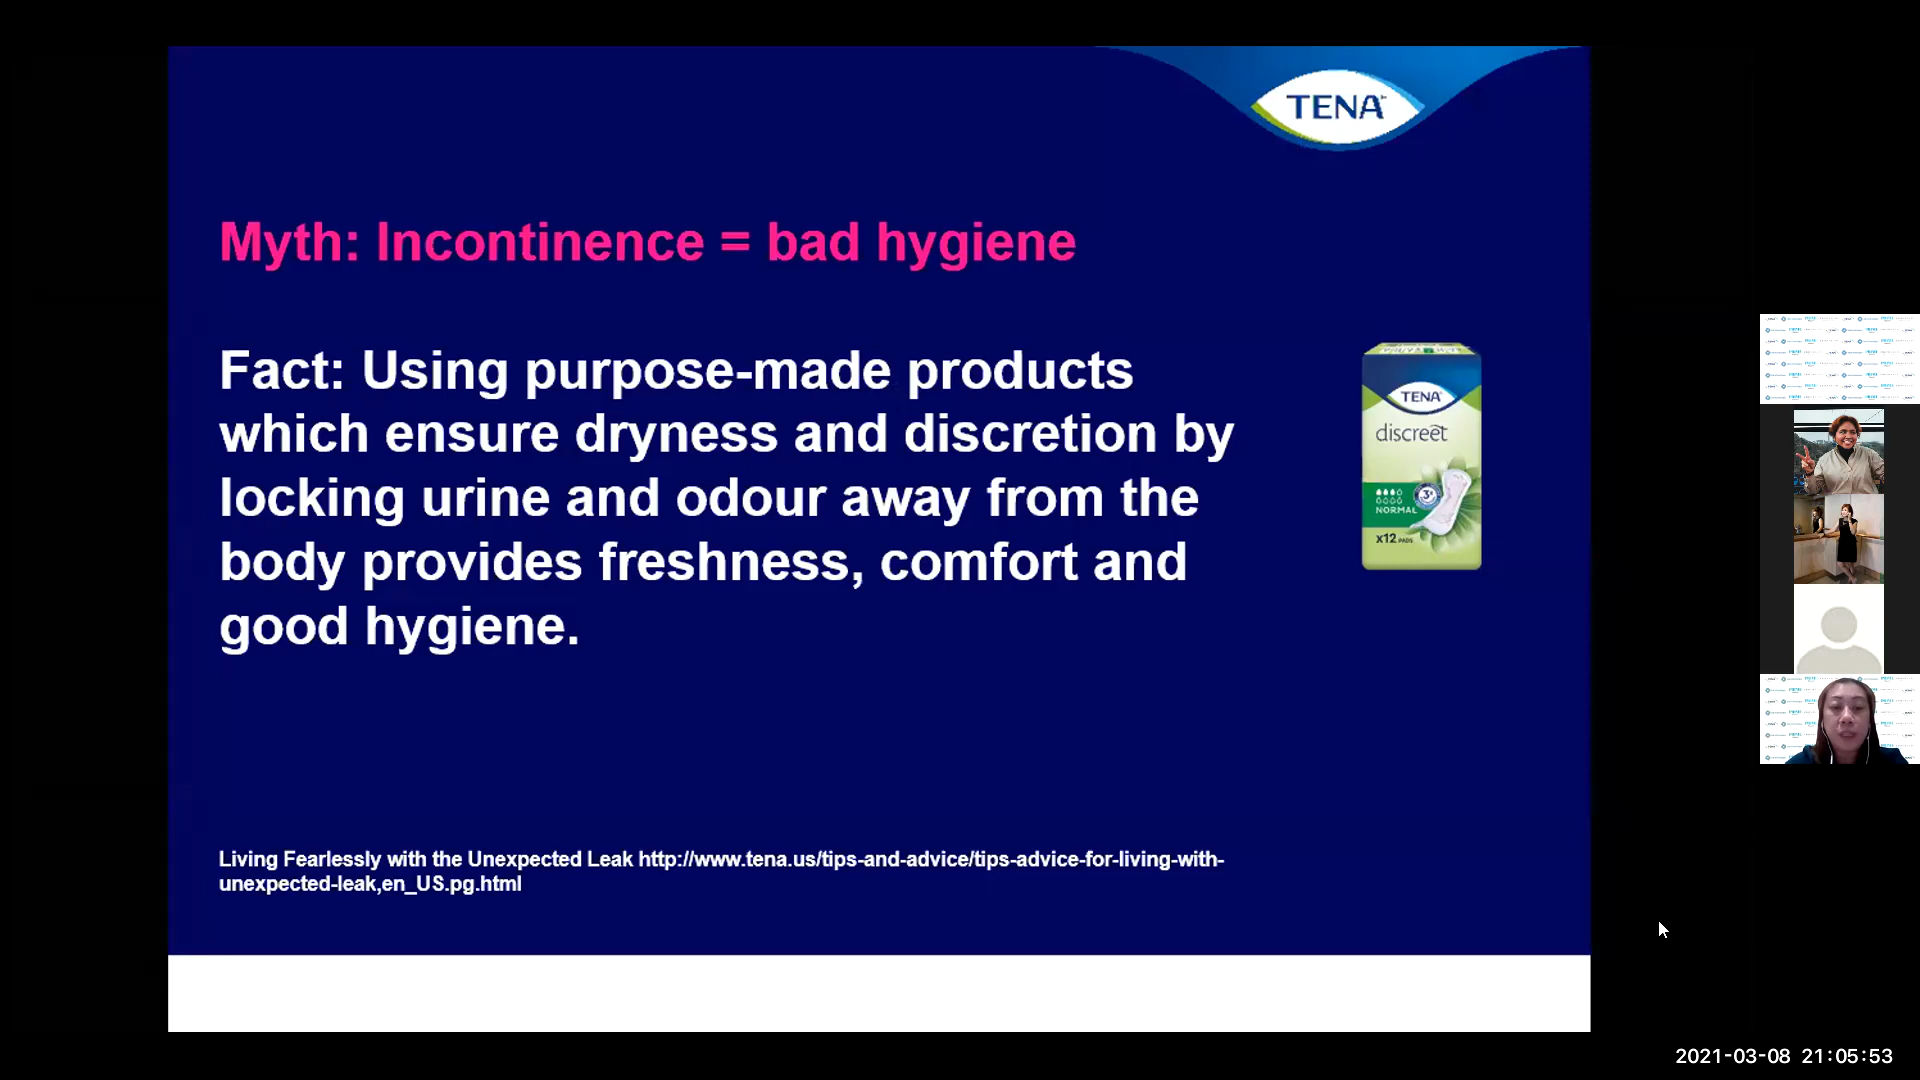 TENA
Myth: Incontinence = bad hygiene
Fact: Using purpose-made products
which ensure dryness and discretion by
locking urine and odour away from the
body provides freshness, comfort and
good hygiene.
TENA
discreet
NORMAL
x12 PADS
Living Fearlessly with the Unexpected Leak http://www.tena.us/tips-and-advice/tips-advice-for-living-with-
unexpected-leak,en_US.pg.html
2021-03-08 21:05:53